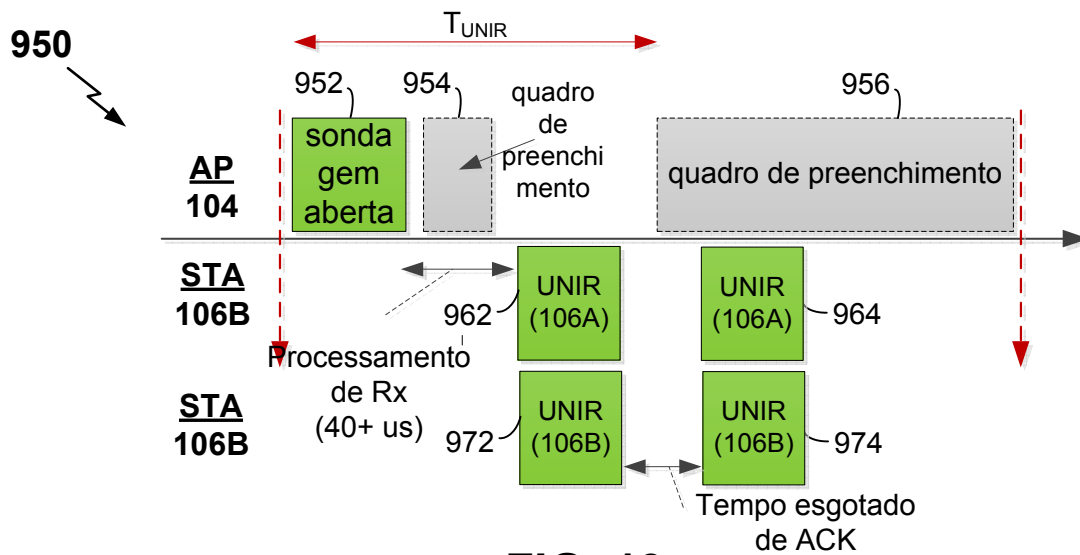 950
T_UNIR
952
954
quadro
de
preenchi
mento
956
AP
104
sonda
gem
aberta
quadro de preenchimento
STA
106B
962
UNIR
(106A)
UNIR
(106A)
964
Processamento
de Rx
(40+ us)
STA
106B
972
UNIR
(106B)
UNIR
(106B)
974
Tempo esgotado
de ACK